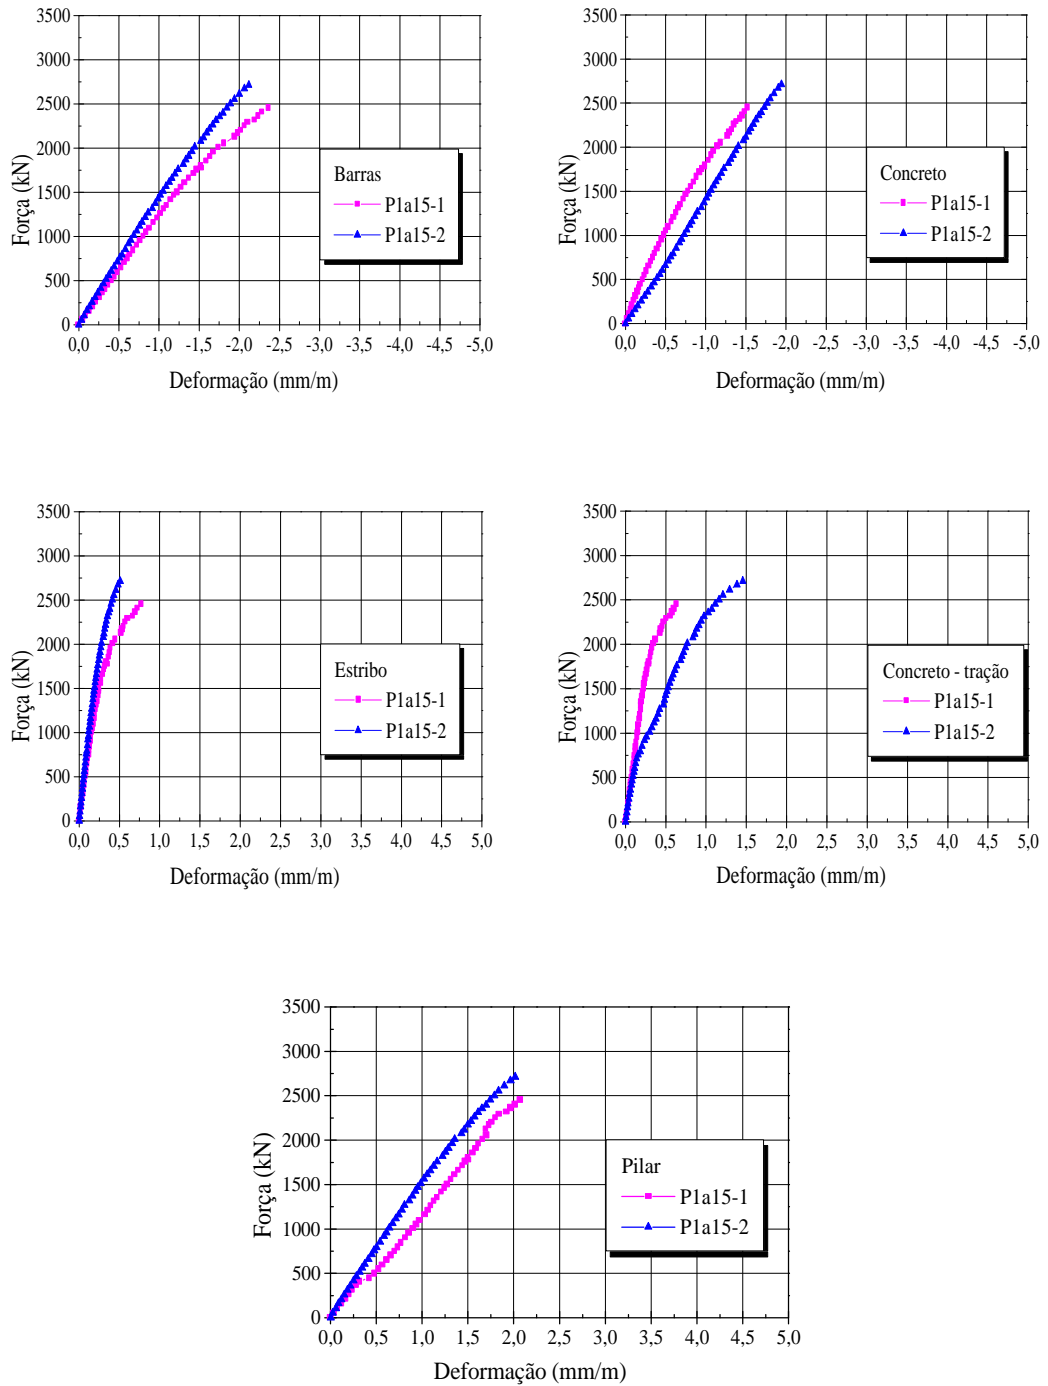 3500
3000
2500
2000
1500
1000
500
0
Força (kN)
0,0 -0,5 -1,0 -1,5 -2,0 -2,5 -3,0 -3,5 -4,0 -4,5 -5,0
Deformação (mm/m)
Barras
P1a15-1
P1a15-2
3500
3000
2500
2000
1500
1000
500
0
Força (kN)
0,0 -0,5 -1,0 -1,5 -2,0 -2,5 -3,0 -3,5 -4,0 -4,5 -5,0
Deformação (mm/m)
Concreto
P1a15-1
P1a15-2
3500
3000
2500
2000
1500
1000
500
0
Força (kN)
0,0 0,5 1,0 1,5 2,0 2,5 3,0 3,5 4,0 4,5 5,0
Deformação (mm/m)
Estribo
P1a15-1
P1a15-2
3500
3000
2500
2000
1500
1000
500
0
Força (kN)
0,0 0,5 1,0 1,5 2,0 2,5 3,0 3,5 4,0 4,5 5,0
Deformação (mm/m)
Concreto - tração
P1a15-1
P1a15-2
3500
3000
2500
2000
1500
1000
500
0
Força (kN)
0,0 0,5 1,0 1,5 2,0 2,5 3,0 3,5 4,0 4,5 5,0
Deformação (mm/m)
Pilar
P1a15-1
P1a15-2